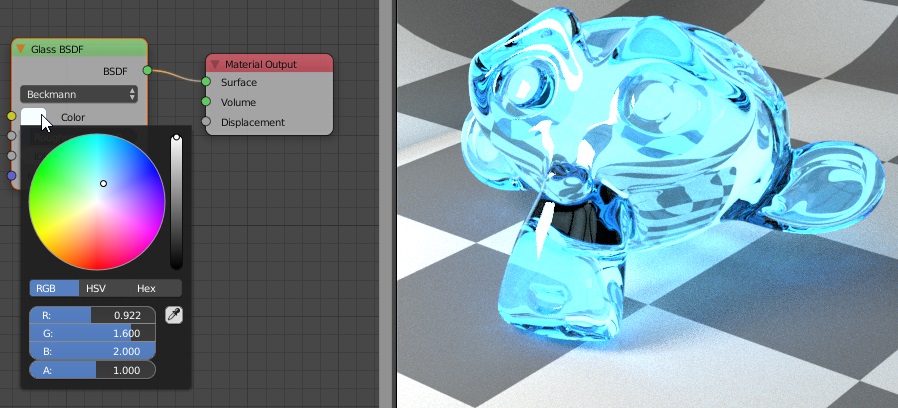 Glass BSDF
BSDF
Beckmann
Color
Material Output
Surface
Volume
Displacement
RGB HSV Hex
R: 0.922
G: 1.600
B: 2.000
A: 1.000